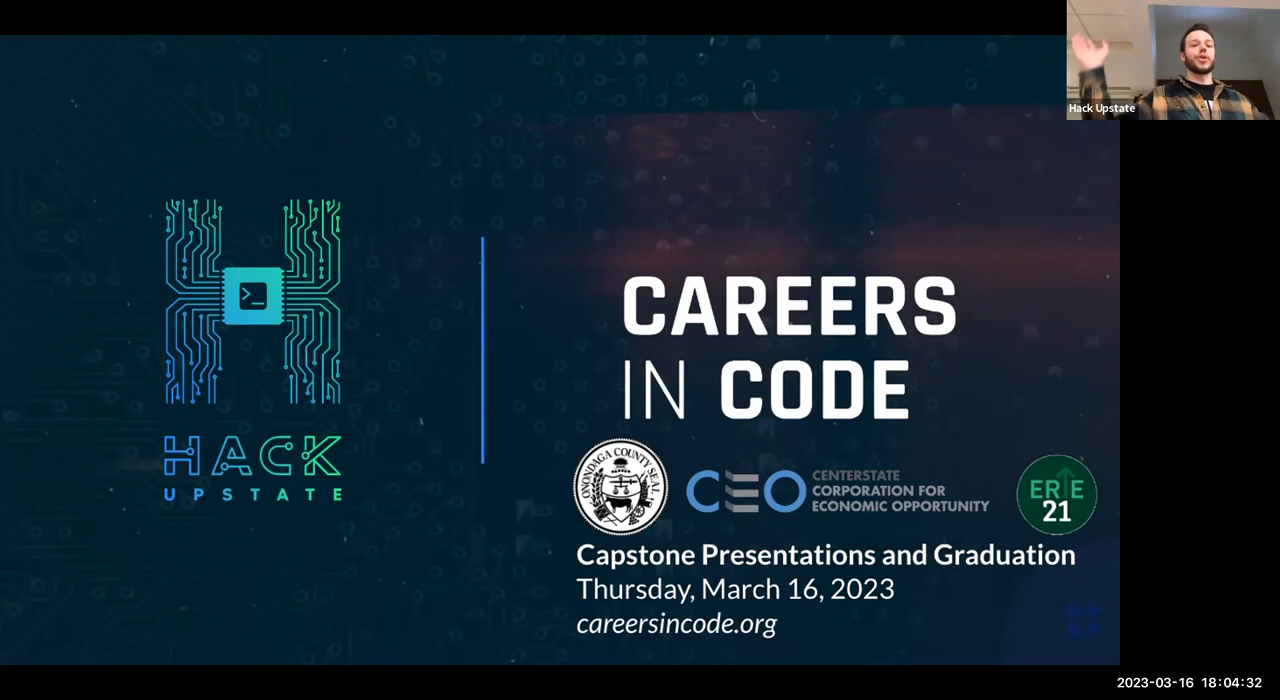 Hack Upstate
>_
HACK
UPSTATE
CAREERS
IN CODE
ONONDAGA COUNTY SEAL
CEO
CENTERSTATE
CORPORATION FOR
ECONOMIC OPPORTUNITY
ERIE
21
Capstone Presentations and Graduation
Thursday, March 16, 2023
careersincode.org
2023-03-16 18:04:32